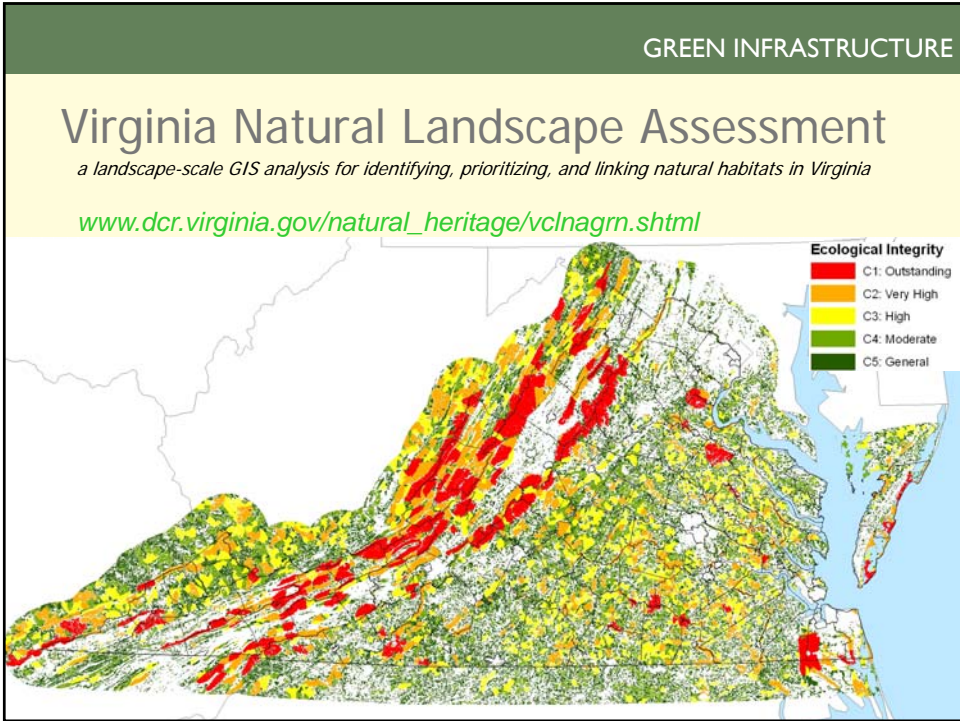 GREEN INFRASTRUCTURE
Virginia Natural Landscape Assessment
a landscape-scale GIS analysis for identifying, prioritizing, and linking natural habitats in Virginia
www.dcr.virginia.gov/natural_heritage/vclnagrn.shtml
Ecological Integrity
C1: Outstanding
C2: Very High
C3: High
C4: Moderate
C5: General